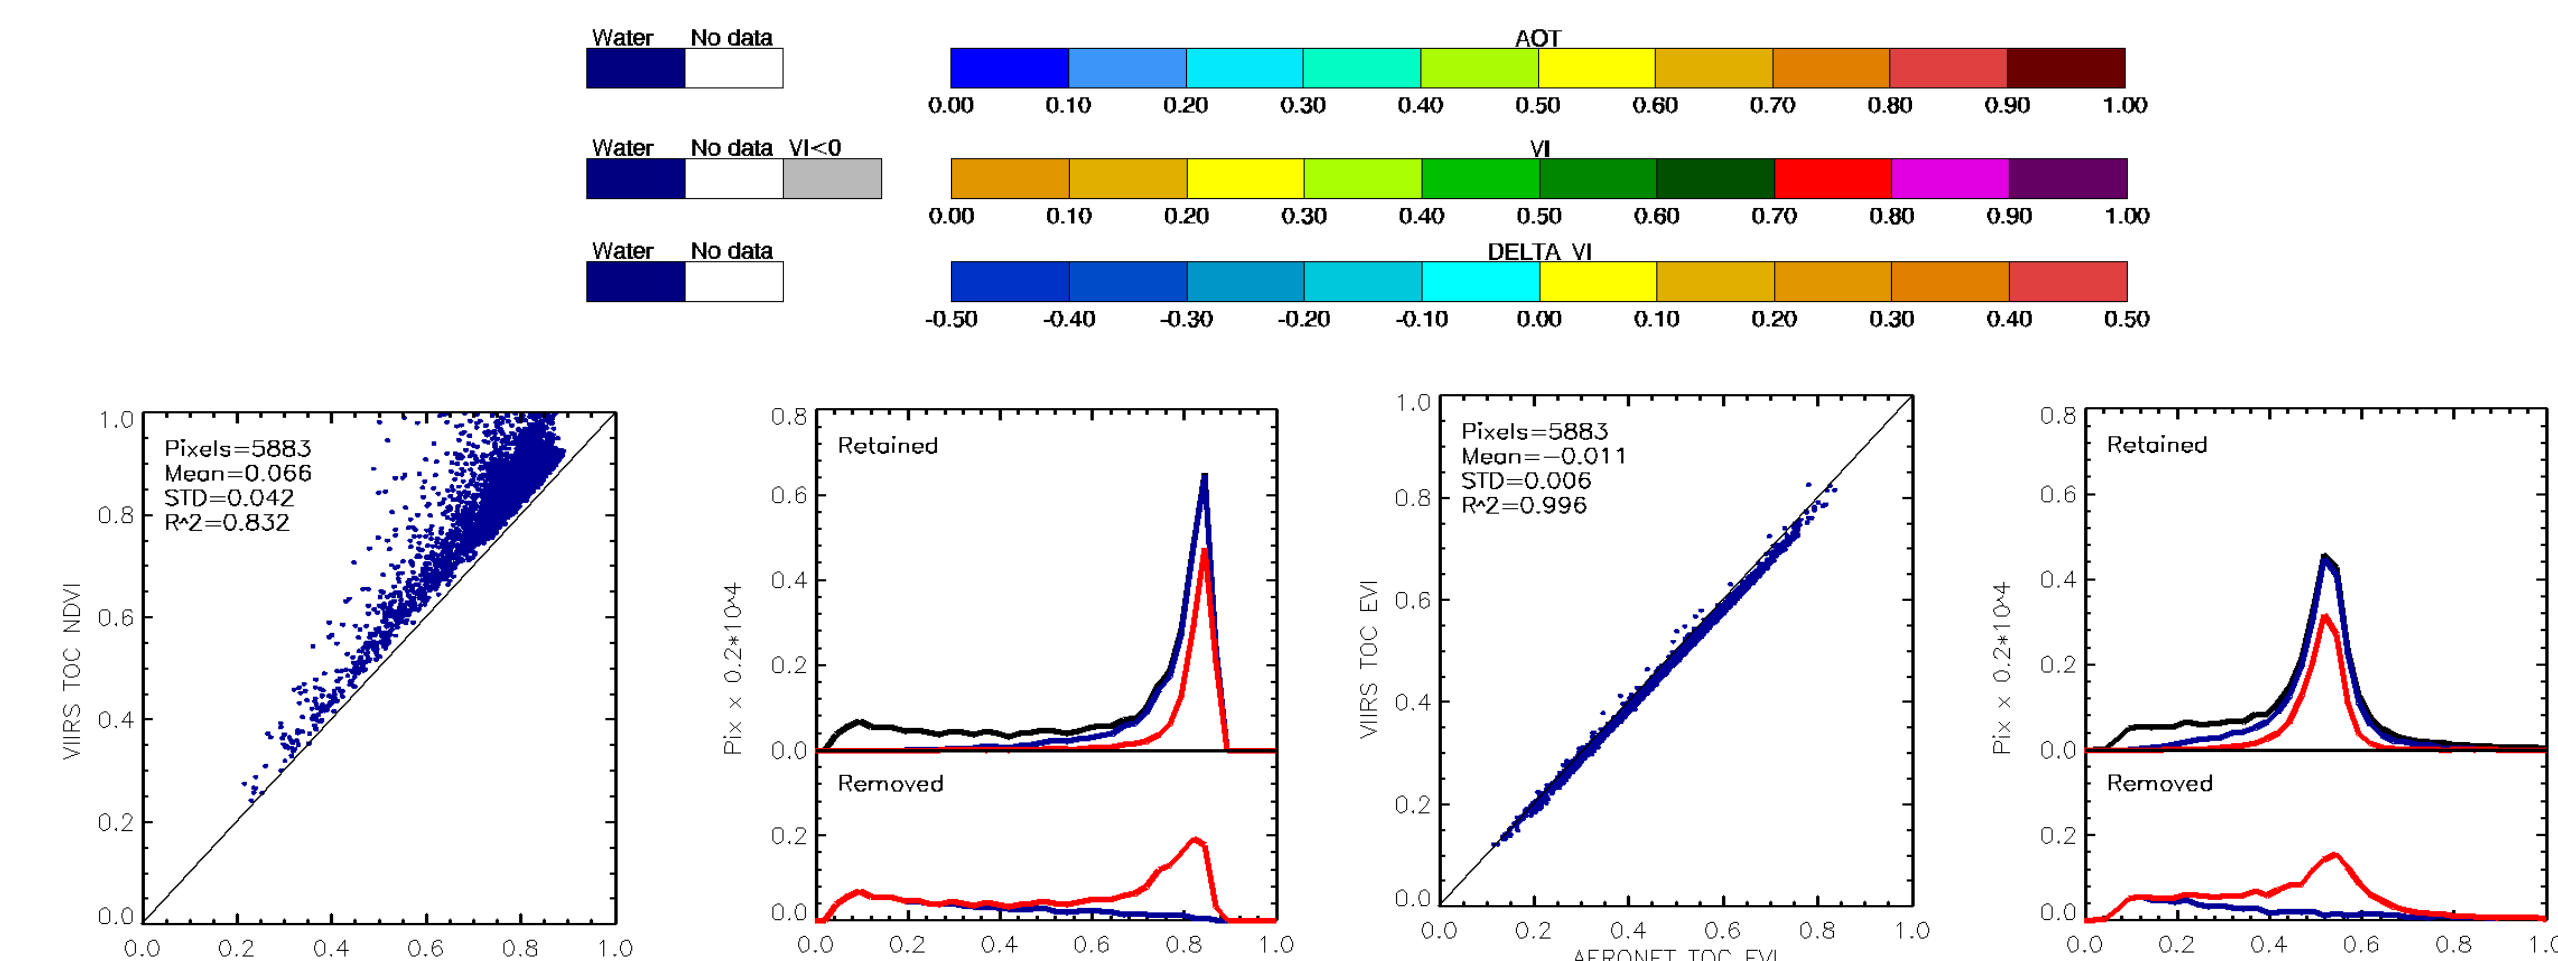 Water No data AOT
0.00 0.10 0.20 0.30 0.40 0.50 0.60 0.70 0.80 0.90 1.00
Water No data VI<0 VI
0.00 0.10 0.20 0.30 0.40 0.50 0.60 0.70 0.80 0.90 1.00
Water No data DELTA VI
-0.50 -0.40 -0.30 -0.20 -0.10 0.00 0.10 0.20 0.30 0.40 0.50
VIIRS TOC NDVI
1.0
0.8
0.6
0.4
0.2
0.0
Pixels=5883
Mean=0.066
STD=0.042
R^2=0.832
0.0 0.2 0.4 0.6 0.8 1.0
Pix x 0.2*10^4
0.8
0.6
0.4
0.2
0.0
0.2
0.0
Retained
Removed
0.0 0.2 0.4 0.6 0.8 1.0
VIIRS TOC EVI
1.0
0.8
0.6
0.4
0.2
0.0
Pixels=5883
Mean=-0.011
STD=0.006
R^2=0.996
0.0 0.2 0.4 0.6 0.8 1.0
AERONET TOC EVI
Pix x 0.2*10^4
0.8
0.6
0.4
0.2
0.0
0.2
0.0
Retained
Removed
0.0 0.2 0.4 0.6 0.8 1.0